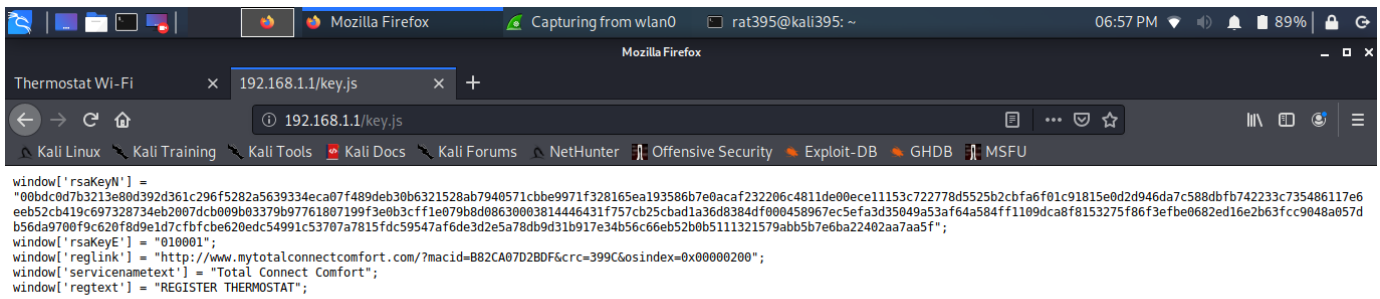 Mozilla Firefox
Capturing from wlan0
rat395@kali395: ~
06:57 PM
89%
Mozilla Firefox
Thermostat Wi-Fi
192.168.1.1/key.js
192.168.1.1/key.js
Kali Linux Kali Training Kali Tools Kali Docs Kali Forums NetHunter Offensive Security Exploit-DB GHDB MSFU
window['rsaKeyN'] =
"00bdc0d7b3213e80d392d361c296f5282a5639334eca07f489deb30b6321528ab7940571cbbe9971f328165ea193586b7e0acaf232206c4811de00ece11153c722778d5525b2cbfa6f01c91815e0d2d946da7c588dbfb742233c735486117e6
eeb52cb419c697328734eb2007dcb009b03379b97761807199f3e0b3cff1e079b8d08630003814446431f757cb25cbad1a36d8384df000458967ec5efa3d35049a53af64a584ff1109dca8f8153275f86f3efbe0682ed16e2b63fcc9048a057d
b56da9700f9c620f8d9e1d7cfbfcbe620edc54991c53707a7815fdc59547af6de3d2e5a78db9d31b917e34b56c66eb52b0b5111321579abb5b7e6ba22402aa7aa5f";
window['rsaKeyE'] = "010001";
window['reglink'] = "http://www.mytotalconnectcomfort.com/?macid=B82CA07D2BDF&crc=399C&osindex=0x00000200";
window['servicenametext'] = "Total Connect Comfort";
window['regtext'] = "REGISTER THERMOSTAT";